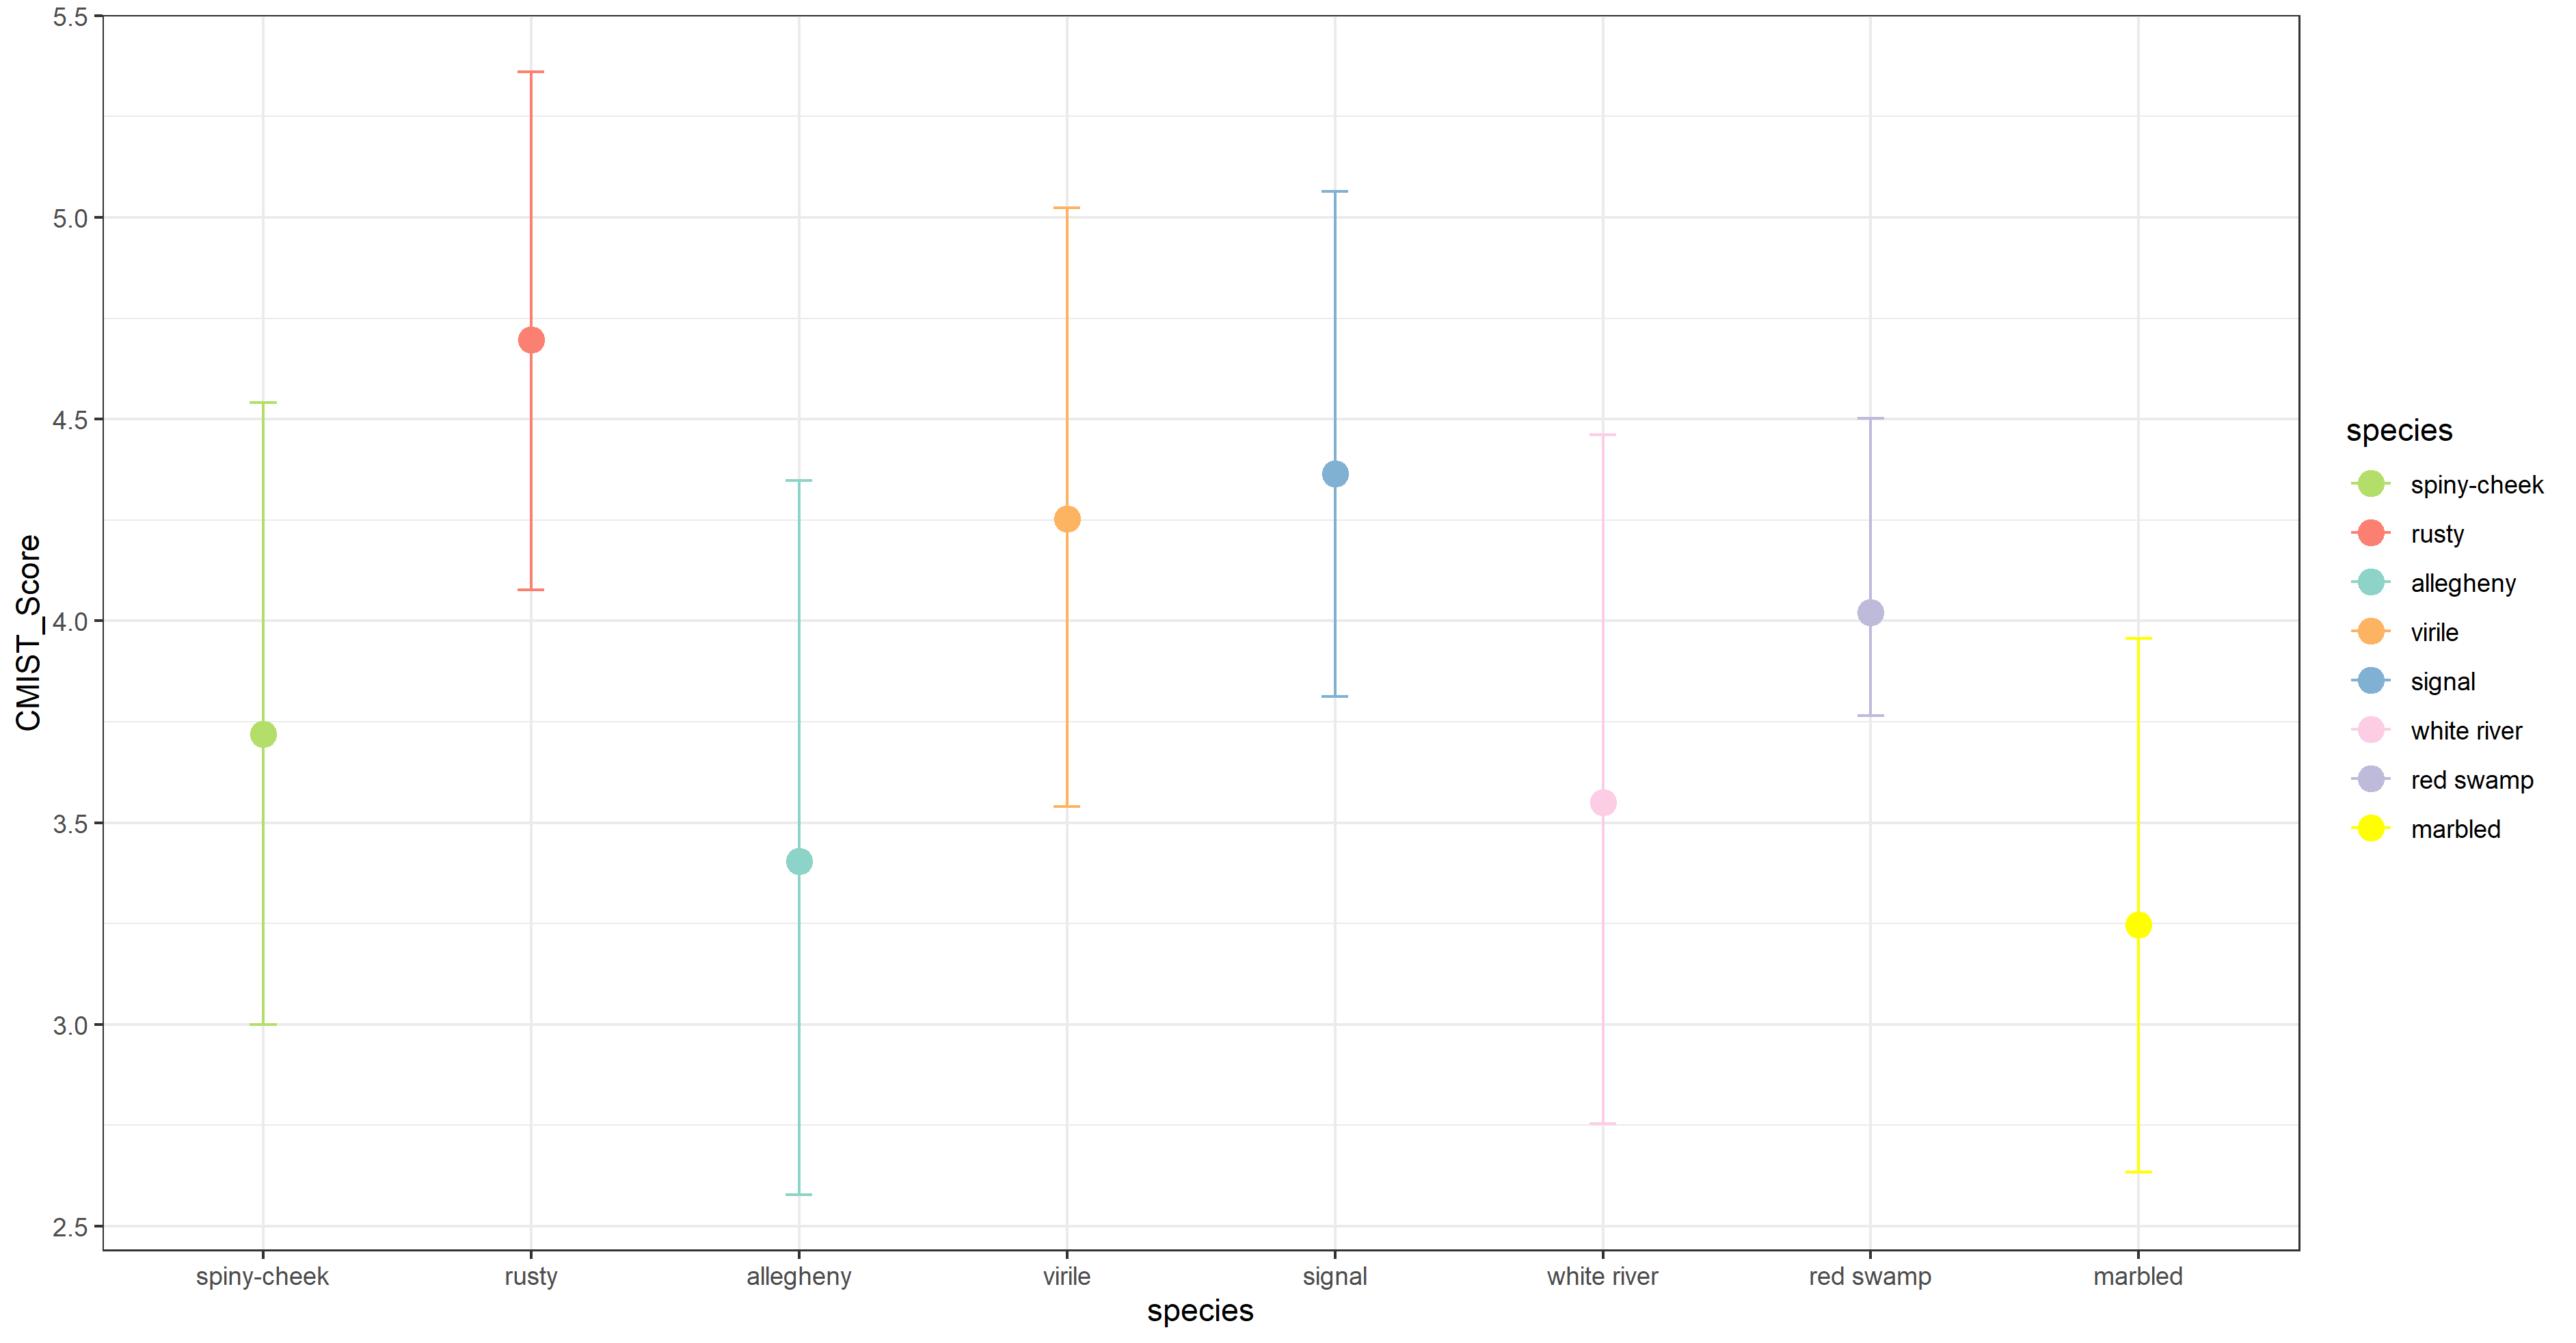 CMIST_Score
5.5
5.0
4.5
4.0
3.5
3.0
2.5
spiny-cheek
rusty
allegheny
virile
signal
white river
red swamp
marbled
species
species
spiny-cheek
rusty
allegheny
virile
signal
white river
red swamp
marbled